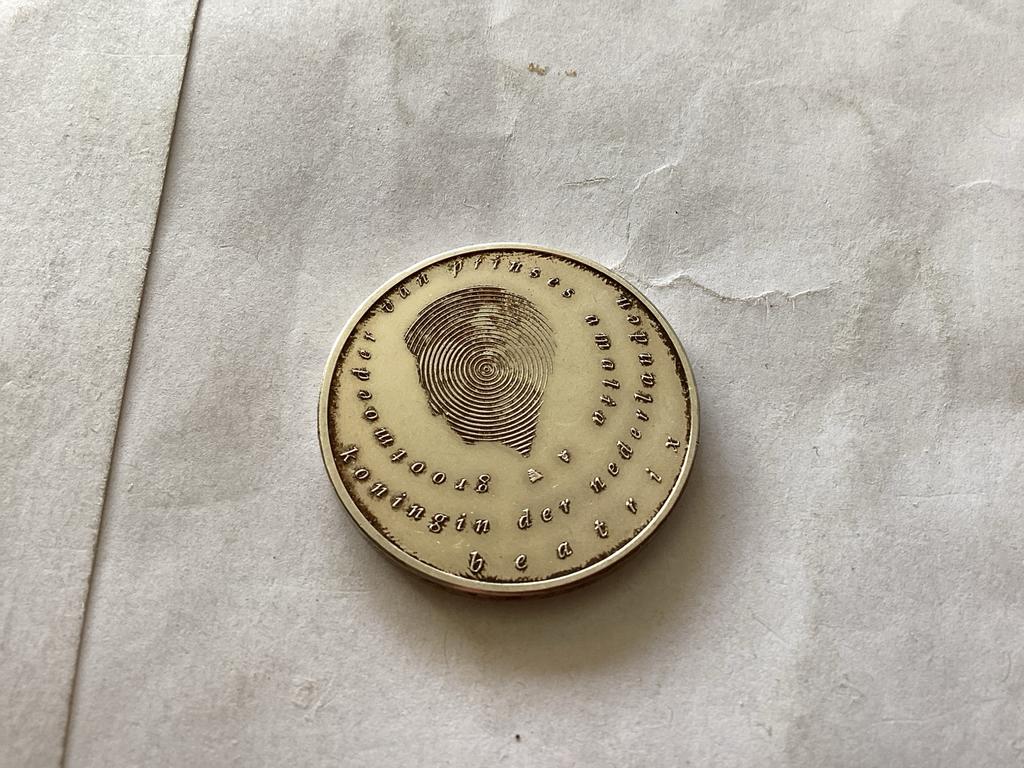 beatrix
koningin der nederlanden
grootmoeder van prinses amalia